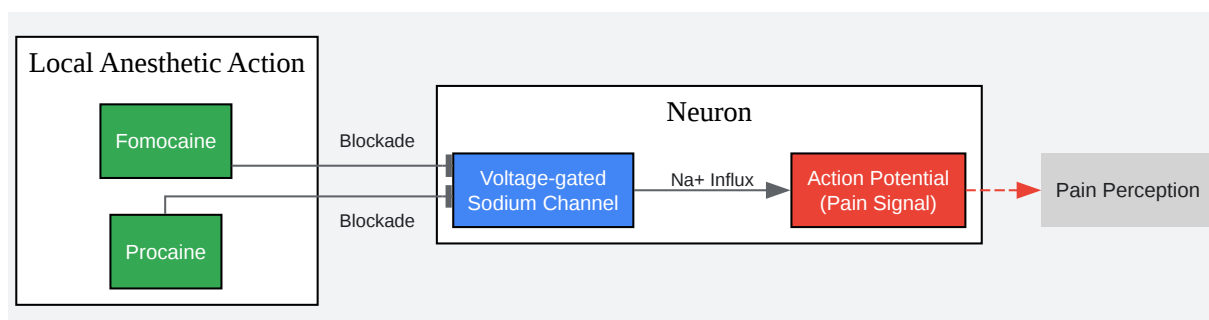 Local Anesthetic Action
Fomocaine
Procaine
Blockade
Blockade
Neuron
Voltage-gated
Sodium Channel
Na+ Influx
Action Potential
(Pain Signal)
Pain Perception